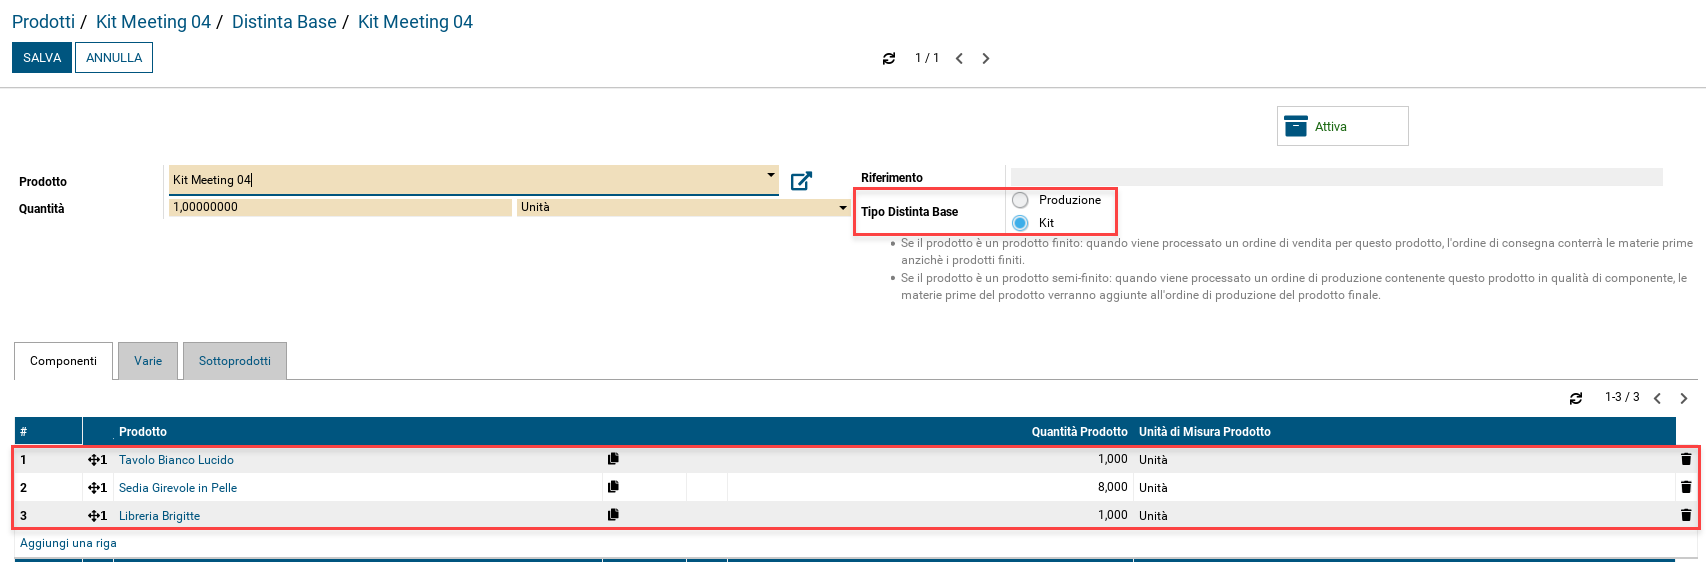 Prodotti / Kit Meeting 04 / Distinta Base / Kit Meeting 04
SALVA ANNULLA 1 / 1
Attiva
Prodotto Kit Meeting 04
Quantità 1,00000000 Unità
Riferimento
Tipo Distinta Base
Produzione
Kit
• Se il prodotto è un prodotto finito: quando viene processato un ordine di vendita per questo prodotto, l'ordine di consegna conterrà le materie prime
anzichè i prodotti finiti.
• Se il prodotto è un prodotto semi-finito: quando viene processato un ordine di produzione contenente questo prodotto in qualità di componente, le
materie prime del prodotto verranno aggiunte all'ordine di produzione del prodotto finale.
Componenti Varie Sottoprodotti
1-3 / 3
# Prodotto Quantità Prodotto Unità di Misura Prodotto
1 1 Tavolo Bianco Lucido 1,000 Unità
2 1 Sedia Girevole in Pelle 8,000 Unità
3 1 Libreria Brigitte 1,000 Unità
Aggiungi una riga